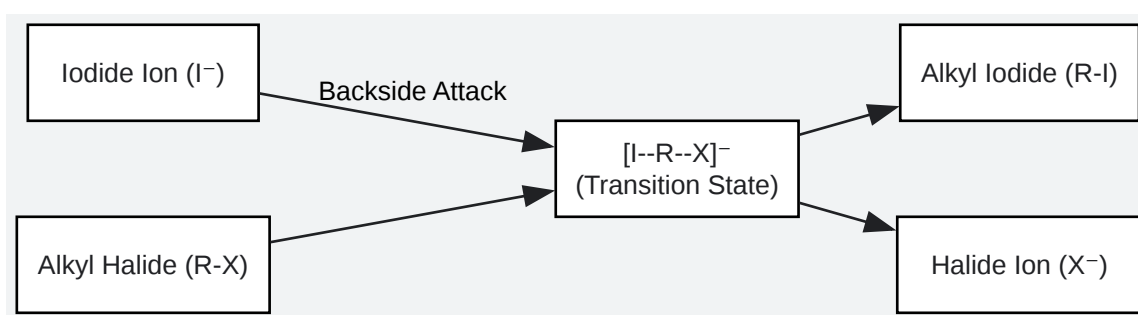 Iodide Ion (I⁻)
Backside Attack
Alkyl Iodide (R-I)
[I--R--X]⁻
(Transition State)
Alkyl Halide (R-X)
Halide Ion (X⁻)